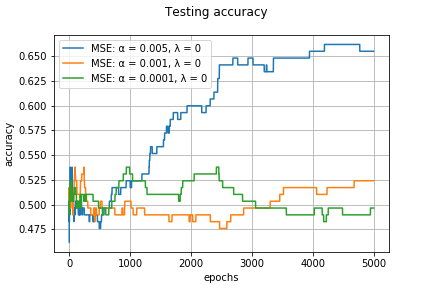 Testing accuracy
MSE: α = 0.005, λ = 0
MSE: α = 0.001, λ = 0
MSE: α = 0.0001, λ = 0
accuracy
0.650
0.625
0.600
0.575
0.550
0.525
0.500
0.475
0 1000 2000 3000 4000 5000
epochs